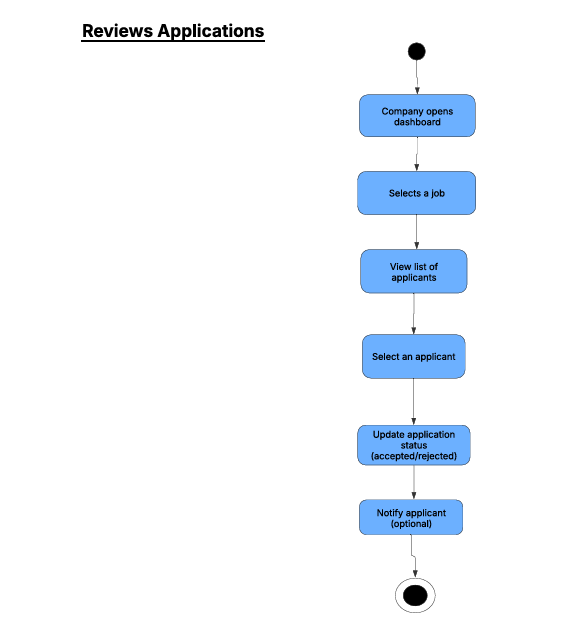 Reviews Applications
Company opens
dashboard
Selects a job
View list of
applicants
Select an applicant
Update application
status
(accepted/rejected)
Notify applicant
(optional)